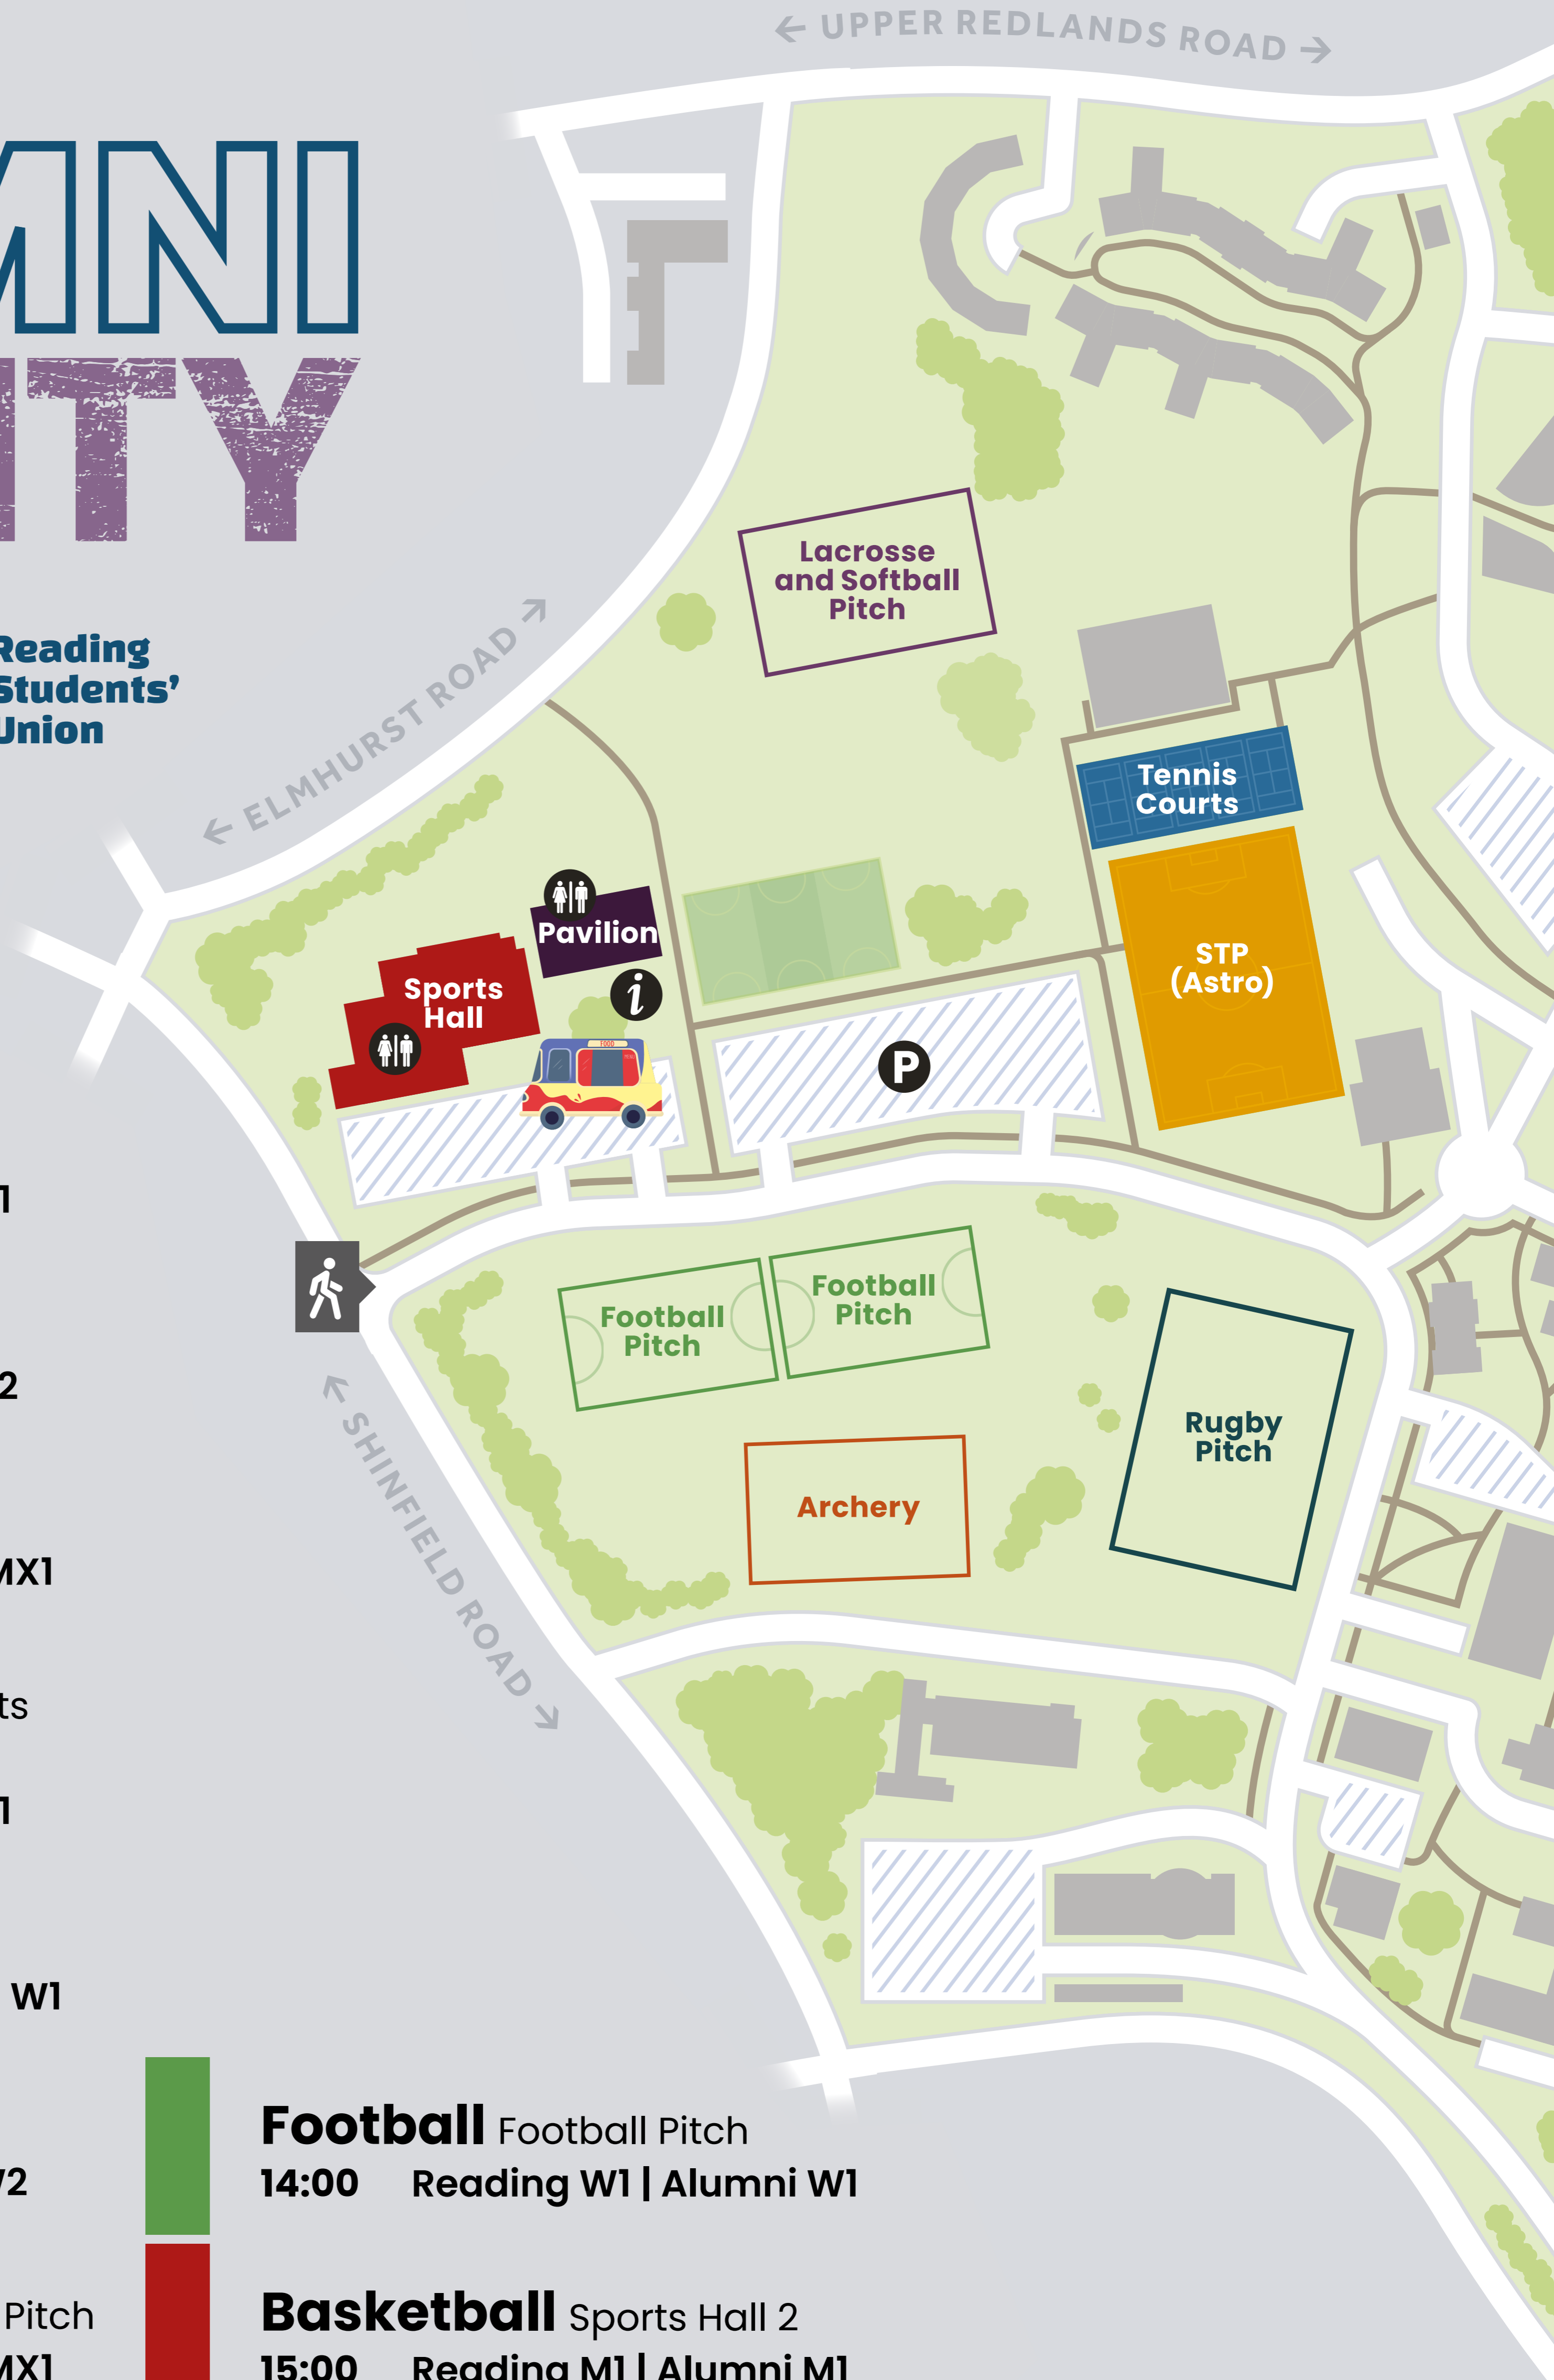 ← UPPER REDLANDS ROAD →
MNI
ITY
Reading
Students'
Union
← ELMHURST ROAD →
Lacrosse
and Softball
Pitch
Tennis
Courts
Pavilion
STP
(Astro)
Sports
Hall
i
FOOD
P
1
Football
Pitch
Football
Pitch
2
Rugby
Pitch
← SHINFIELD ROAD →
Archery
MX1
ts
1
W1
Football Football Pitch
14:00 Reading W1 | Alumni W1
W2
Basketball Sports Hall 2
Pitch
15:00 Reading M1 | Alumni M1
MX1